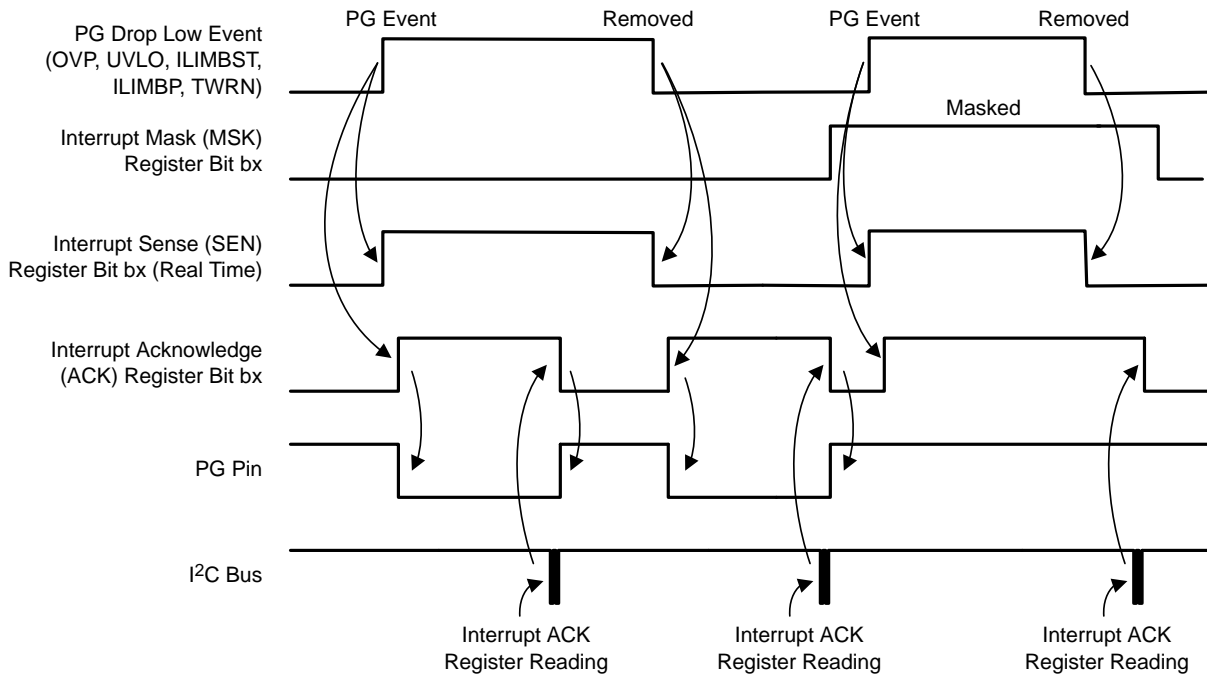 PG Event
Removed
PG Event
Removed
PG Drop Low Event
(OVP, UVLO, ILIMBST,
ILIMBP, TWRN)
Masked
Interrupt Mask (MSK)
Register Bit bx
Interrupt Sense (SEN)
Register Bit bx (Real Time)
Interrupt Acknowledge
(ACK) Register Bit bx
PG Pin
I2C Bus
Interrupt ACK
Register Reading
Interrupt ACK
Register Reading
Interrupt ACK
Register Reading